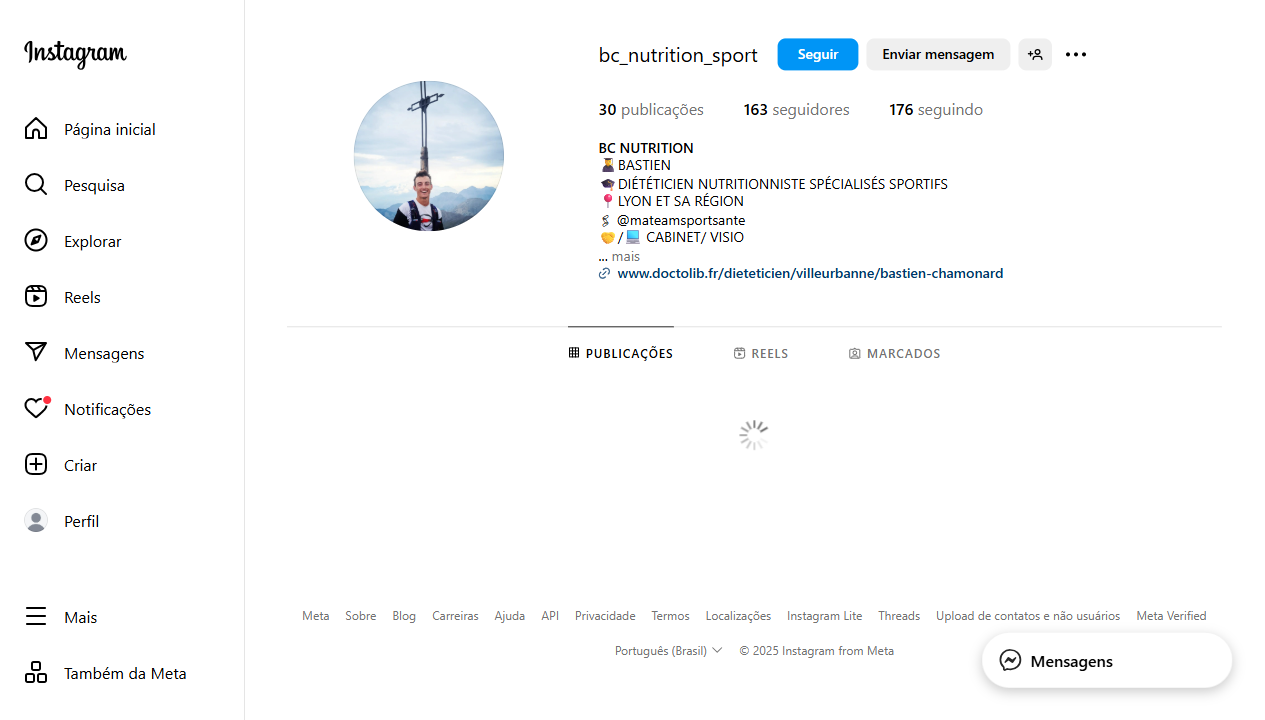 Instagram
Página inicial
Pesquisa
Explorar
Reels
Mensagens
Notificações
Criar
Perfil
Mais
Também da Meta
bc_nutrition_sport
Seguir
Enviar mensagem
30 publicações
163 seguidores
176 seguindo
BC NUTRITION
BASTIEN
DIÉTÉTICIEN NUTRITIONNISTE SPÉCIALISÉS SPORTIFS
LYON ET SA RÉGION
@mateamsportsante
/ CABINET/ VISIO
... mais
www.doctolib.fr/dieteticien/villeurbanne/bastien-chamonard
PUBLICAÇÕES
REELS
MARCADOS
Meta Sobre Blog Carreiras Ajuda API Privacidade Termos Localizações Instagram Lite Threads Upload de contatos e não usuários Meta Verified
Português (Brasil) © 2025 Instagram from Meta
Mensagens